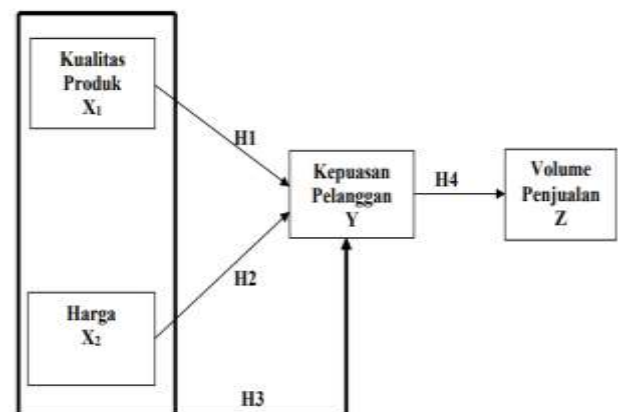 Kualitas
Produk
X₁
H1
Kepuasan
Pelanggan
Y
H4
Volume
Penjualan
Z
H2
Harga
X₂
H3